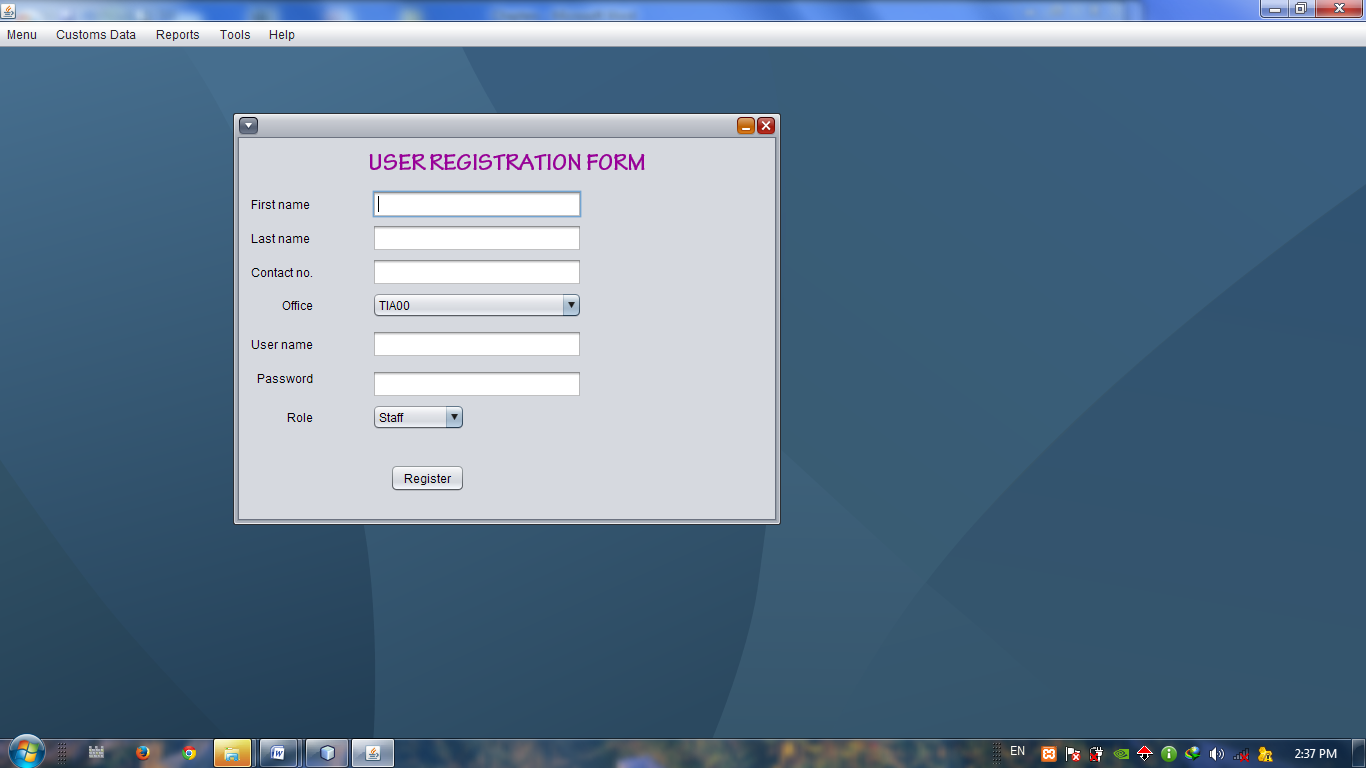 Menu Customs Data Reports Tools Help
USER REGISTRATION FORM
First name
Last name
Contact no.
Office TIA00
User name
Password
Role Staff
Register
EN 2:37 PM